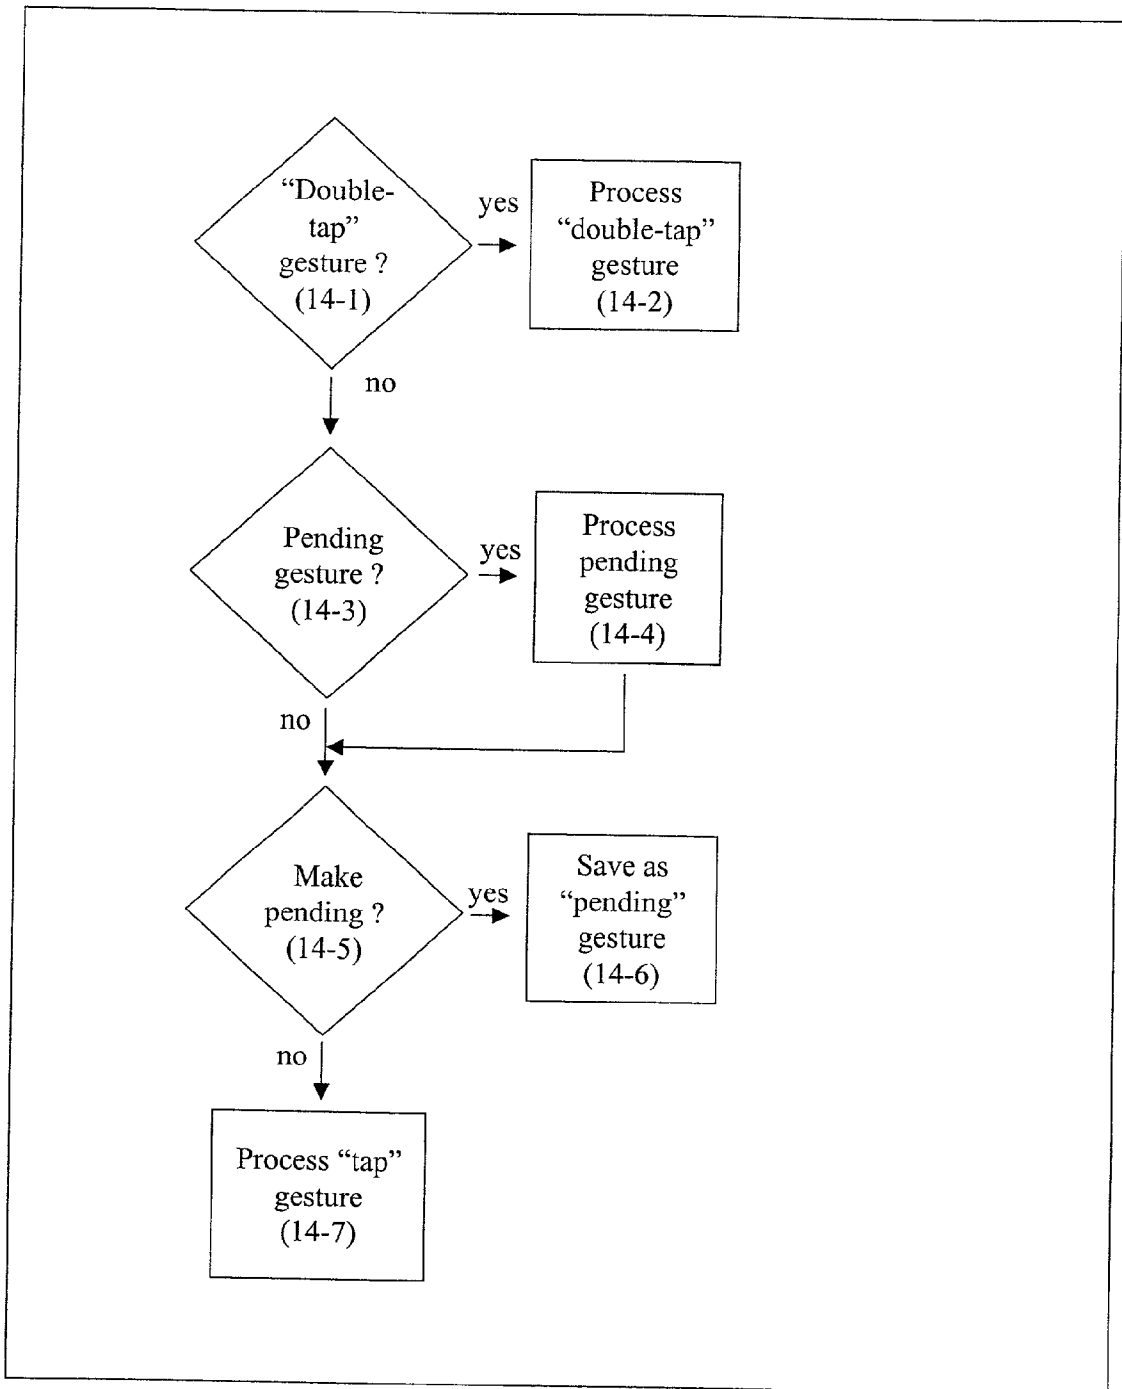 “Double-
tap”
gesture ?
(14-1)
yes
Process
“double-tap”
gesture
(14-2)
no
Pending
gesture ?
(14-3)
yes
Process
pending
gesture
(14-4)
no
Make
pending ?
(14-5)
yes
Save as
“pending”
gesture
(14-6)
no
Process “tap”
gesture
(14-7)